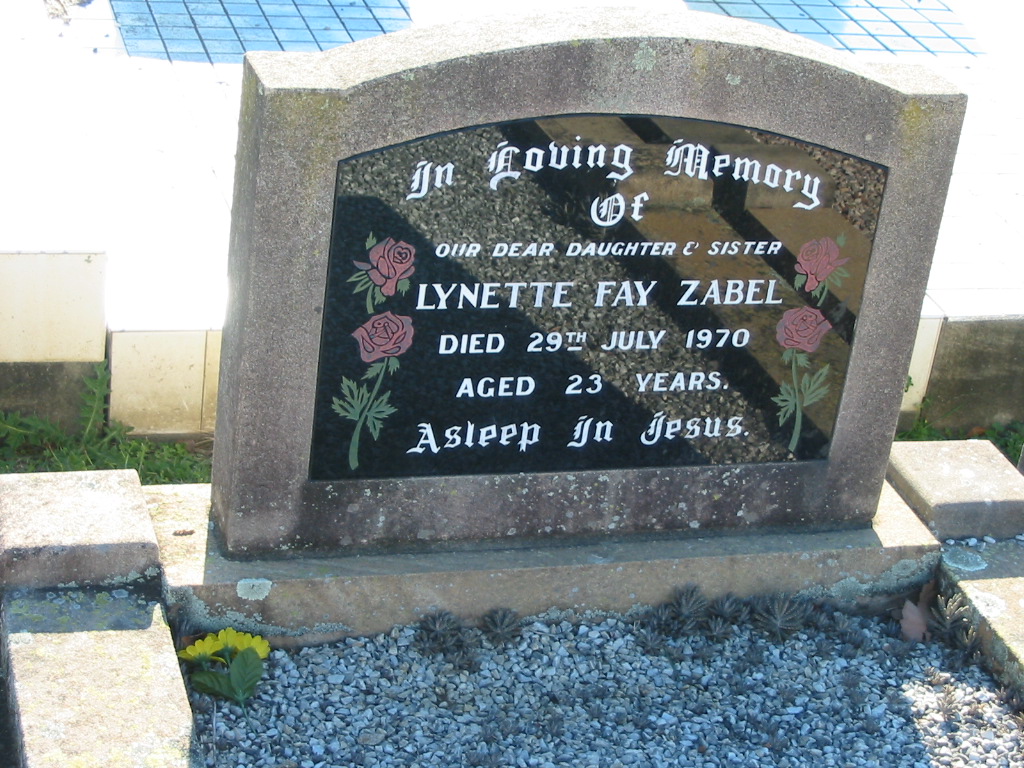 In Loving Memory
Of
OUR DEAR DAUGHTER & SISTER
LYNETTE FAY ZABEL
DIED 29TH JULY 1970
AGED 23 YEARS.
Asleep In Jesus.